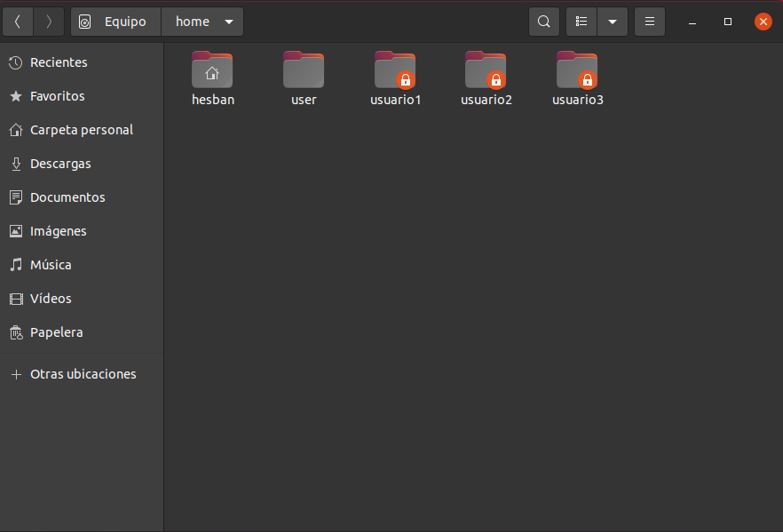 Equipo home
Recientes
Favoritos
Carpeta personal
Descargas
Documentos
Imágenes
Música
Vídeos
Papelera
Otras ubicaciones
hesban user usuario1 usuario2 usuario3